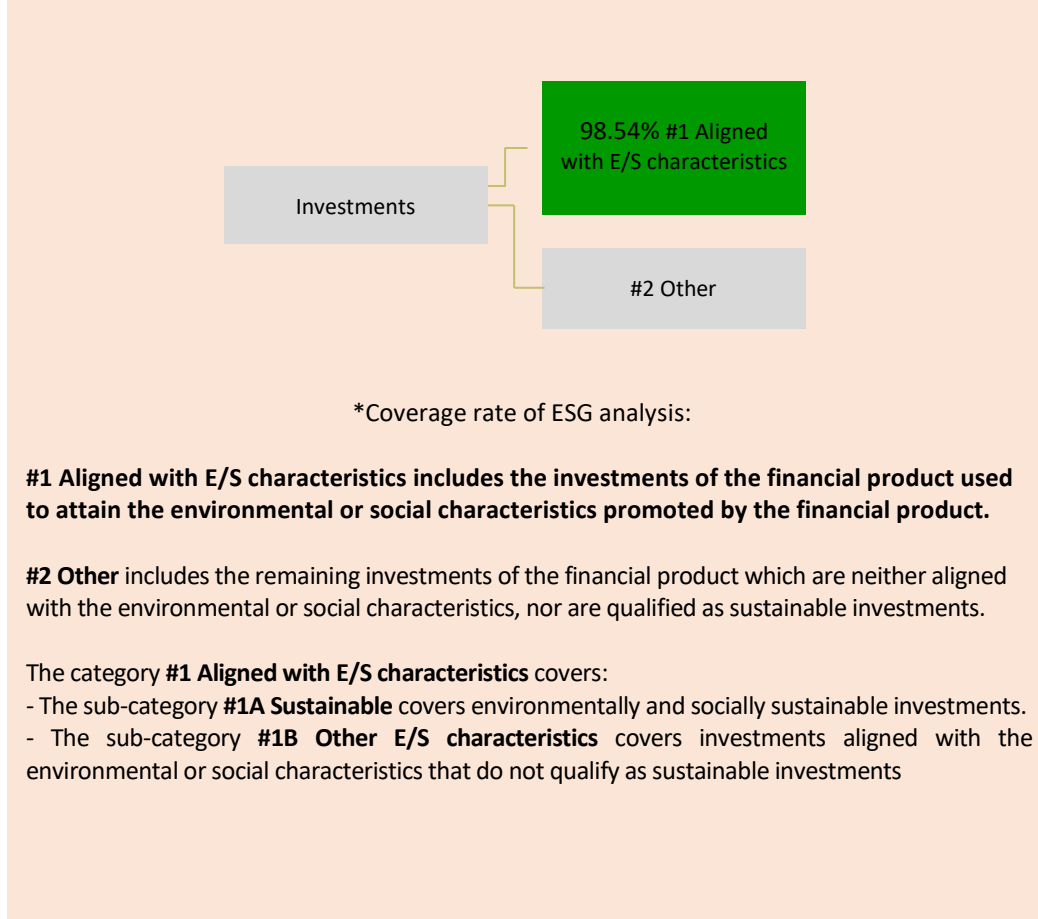 98.54% #1 Aligned
with E/S characteristics
Investments
#2 Other
*Coverage rate of ESG analysis:
#1 Aligned with E/S characteristics includes the investments of the financial product used
to attain the environmental or social characteristics promoted by the financial product.
#2 Other includes the remaining investments of the financial product which are neither aligned
with the environmental or social characteristics, nor are qualified as sustainable investments.
The category #1 Aligned with E/S characteristics covers:
- The sub-category #1A Sustainable covers environmentally and socially sustainable investments.
- The sub-category #1B Other E/S characteristics covers investments aligned with the
environmental or social characteristics that do not qualify as sustainable investments